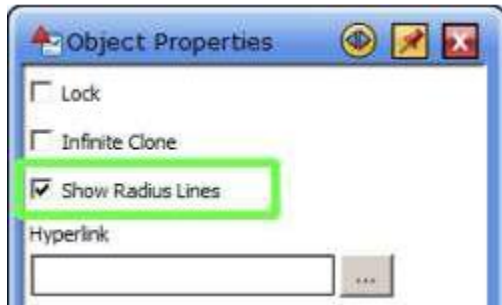 Object Properties
Lock
Infinite Clone
Show Radius Lines
Hyperlink
...